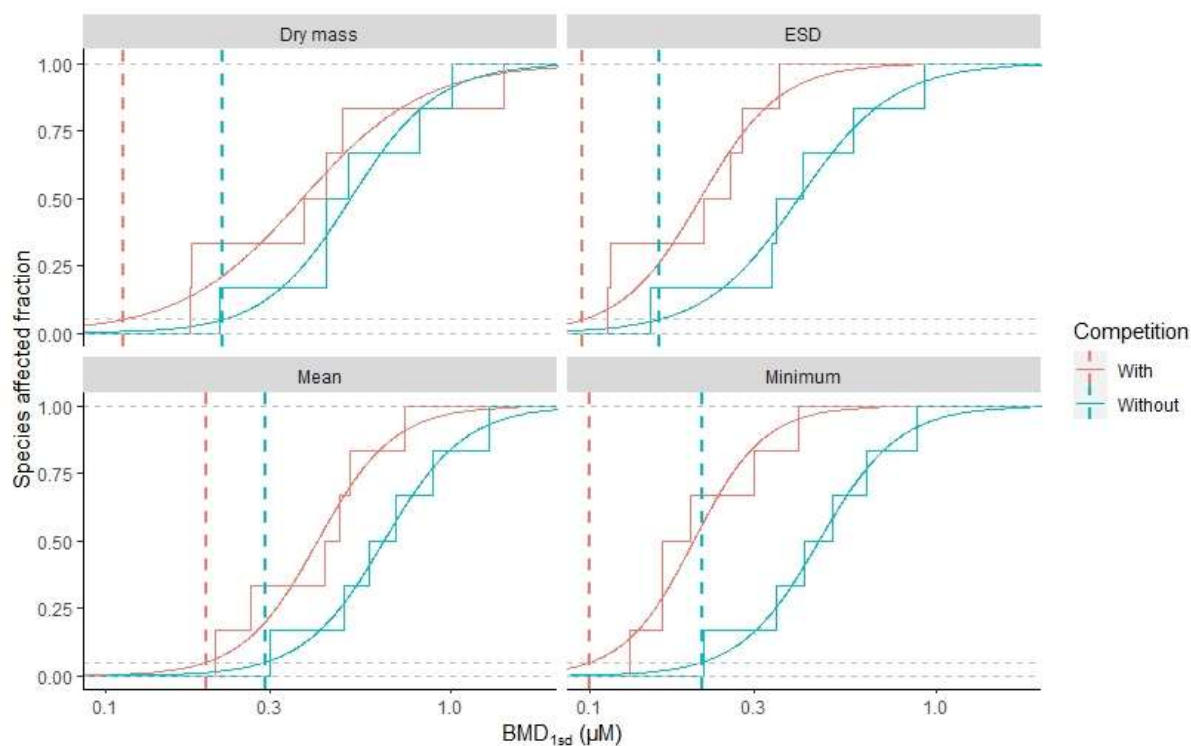 Dry mass
ESD
1.00
0.75
0.50
0.25
0.00
Mean
Minimum
1.00
0.75
0.50
0.25
0.00
0.1 0.3 1.0
0.1 0.3 1.0
Species affected fraction
BMD1sd (µM)
Competition
With
Without